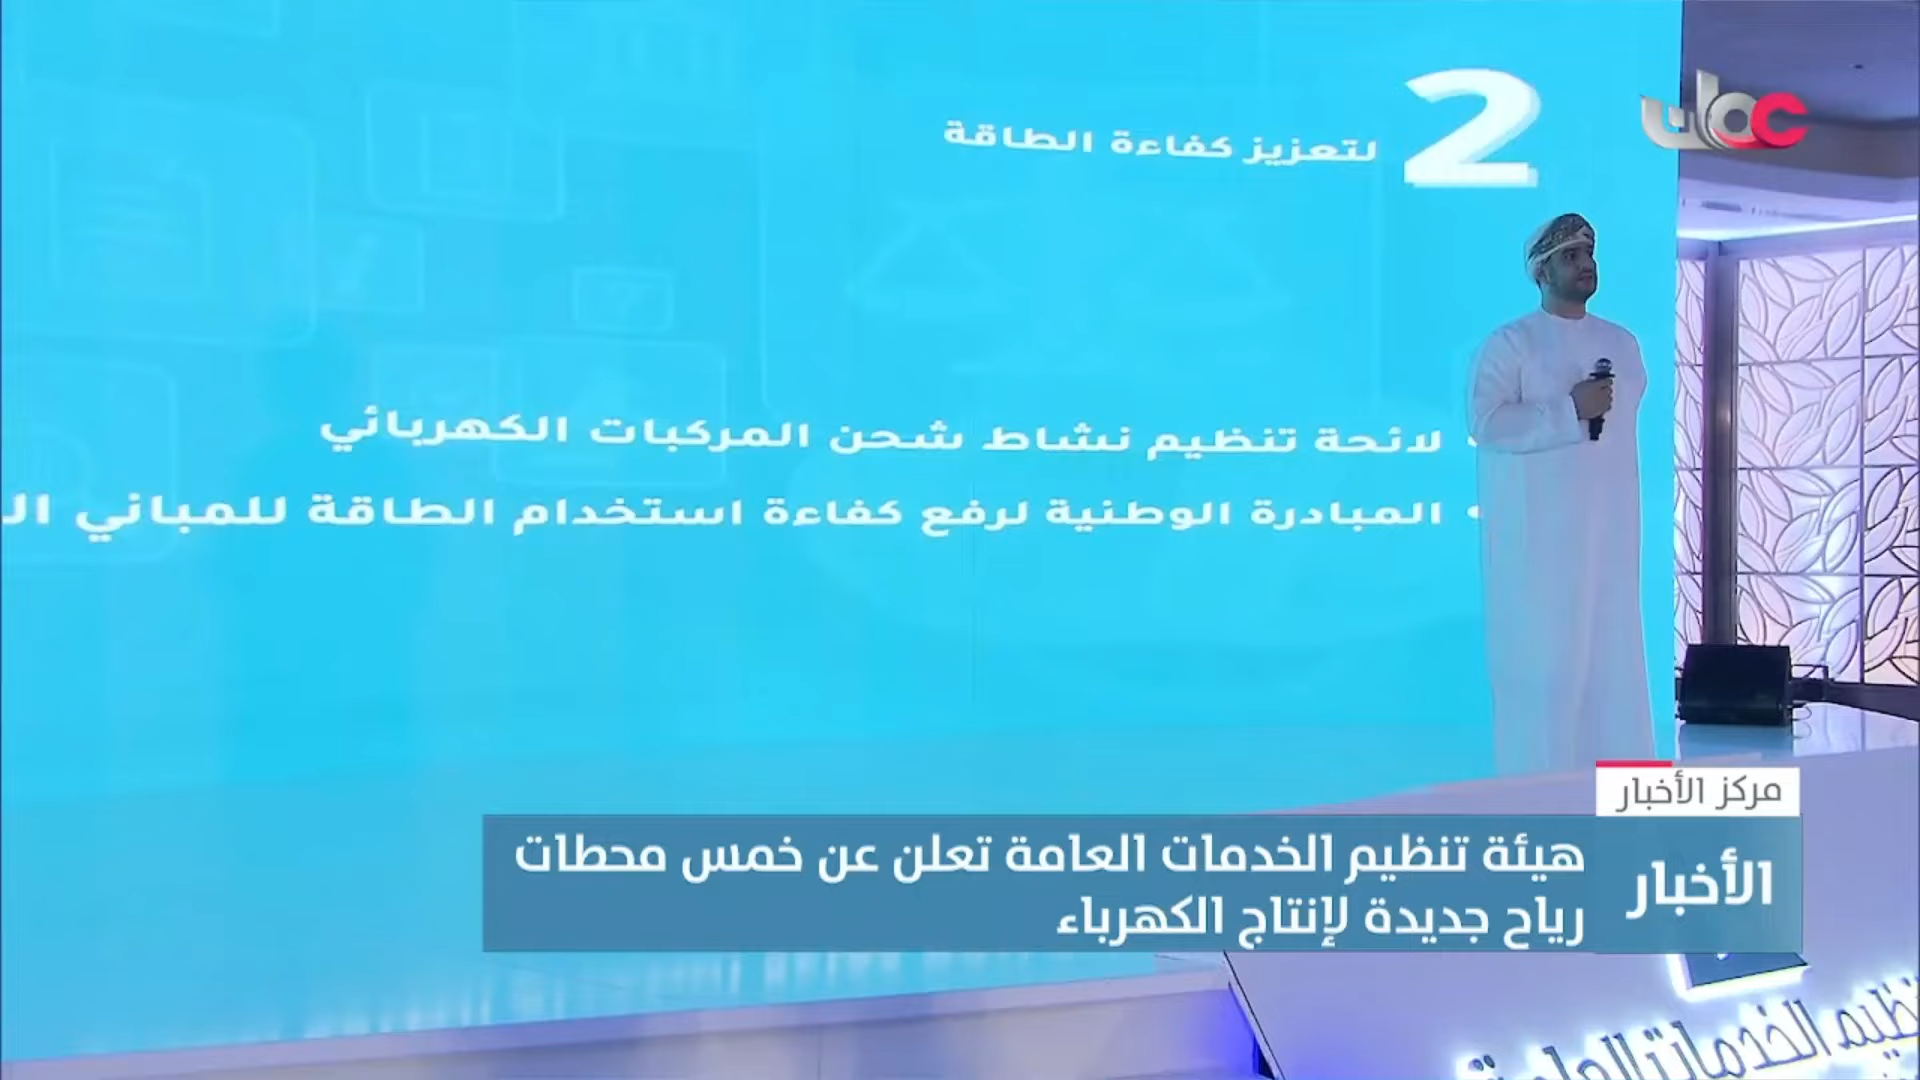 2 لتعزيز كفاءة الطاقة
عمان
• لائحة تنظيم نشاط شحن المركبات الكهربائي
• المبادرة الوطنية لرفع كفاءة استخدام الطاقة للمباني
مركز الأخبار
الأخبار
هيئة تنظيم الخدمات العامة تعلن عن خمس محطات
رياح جديدة لإنتاج الكهرباء
تنظيم الخدمات العامة